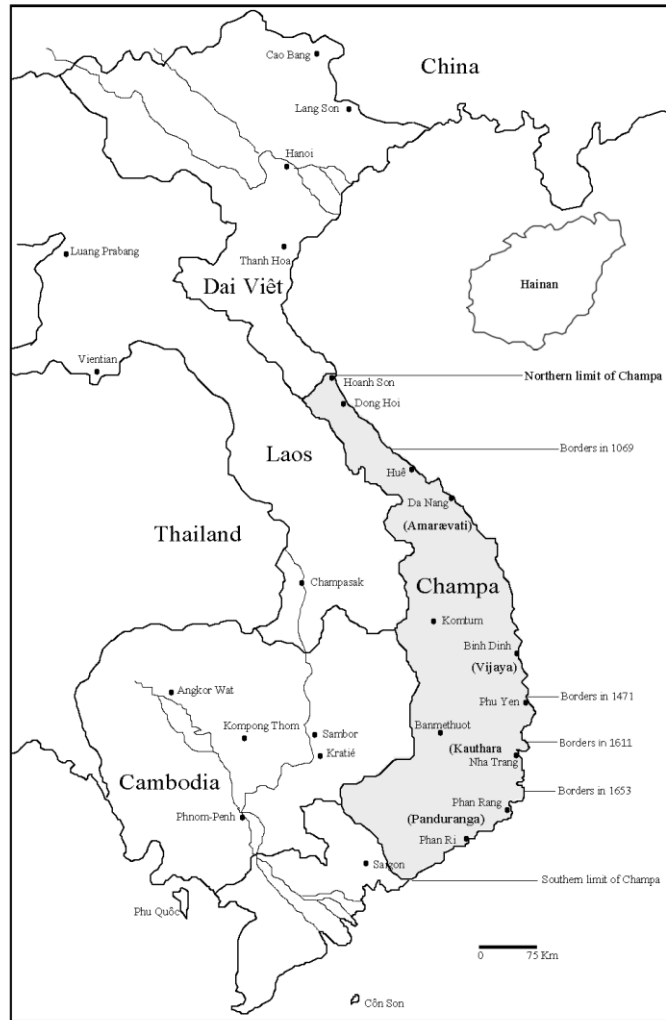 Cao Bang
China
Lang Son
Hanoi
Luang Prabang
Thanh Hoa
Dai Viêt
Hainan
Vientian
Hoanh Son
Northern limit of Champa
Dong Hoi
Laos
Borders in 1069
Huê
Da Nang
(Amarævati)
Thailand
Champasak
Champa
Komtum
Binh Dinh
(Vijaya)
Angkor Wat
Phu Yen
Borders in 1471
Kompong Thom
Sambor
Banmethuot
Kratié
(Kauthara
Borders in 1611
Nha Trang
Cambodia
Borders in 1653
Phan Rang
Phnom-Penh
(Panduranga)
Phan Ri
Saigon
Southern limit of Champa
Phu Quôc
0 75 Km
Côn Son